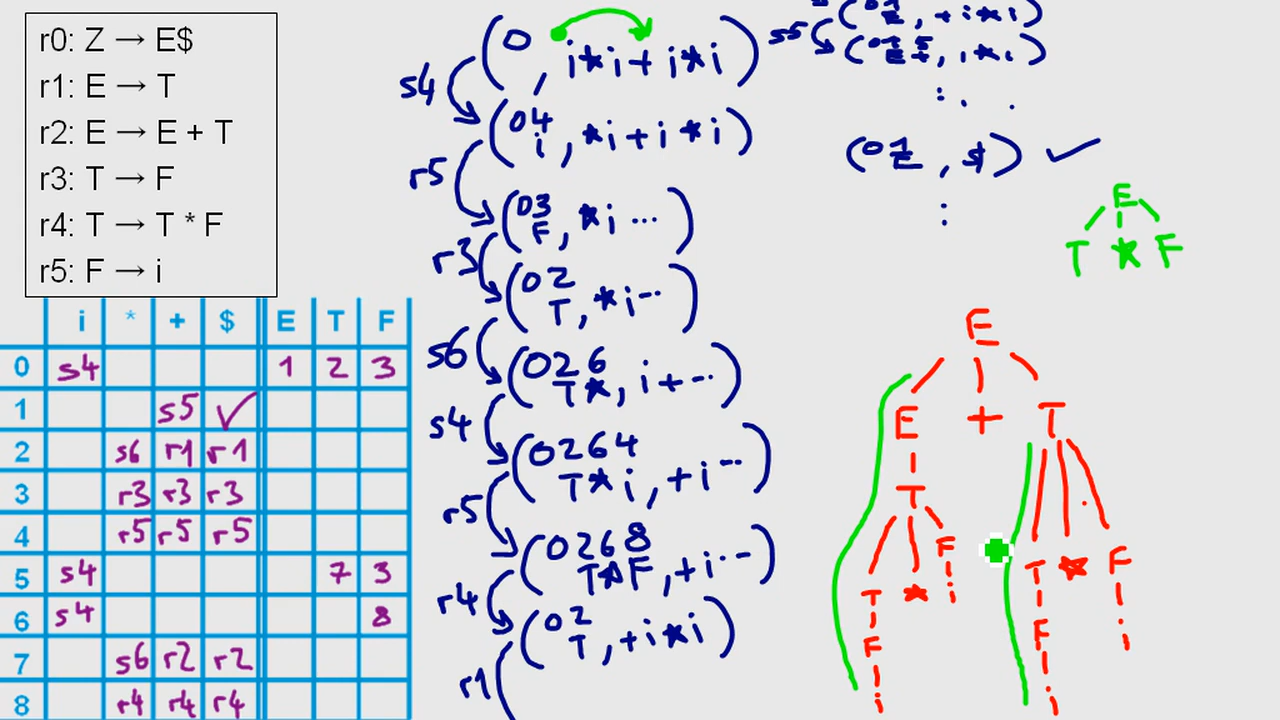 r0: Z → E$
r1: E → T
r2: E → E + T
r3: T → F
r4: T → T * F
r5: F → i
i * + $ E T F
0 s4 1 2 3
1 s5 ✓
2 s6 r1 r1
3 r3 r3 r3
4 r5 r5 r5
5 s4 7 3
6 s4 8
7 s6 r2 r2
8 r4 r4 r4
(0, i*i+i*i)
s4
(04
i, *i+i*i)
r5
(03
F, *i ...)
r3
(02
T, *i...)
s6
(026
T*, i+...)
s4
(0264
T*i, +i...)
r5
(0268
T*F, +i...)
r4
(02
T, +i*i)
r1
(01
E, +i*i)
s5
(01 5
E+, i*i)
: . .
(01
E, $) ✓
:
E
T * F
E
E + T
T
T * F
T * F
i
F
F
i
i
i